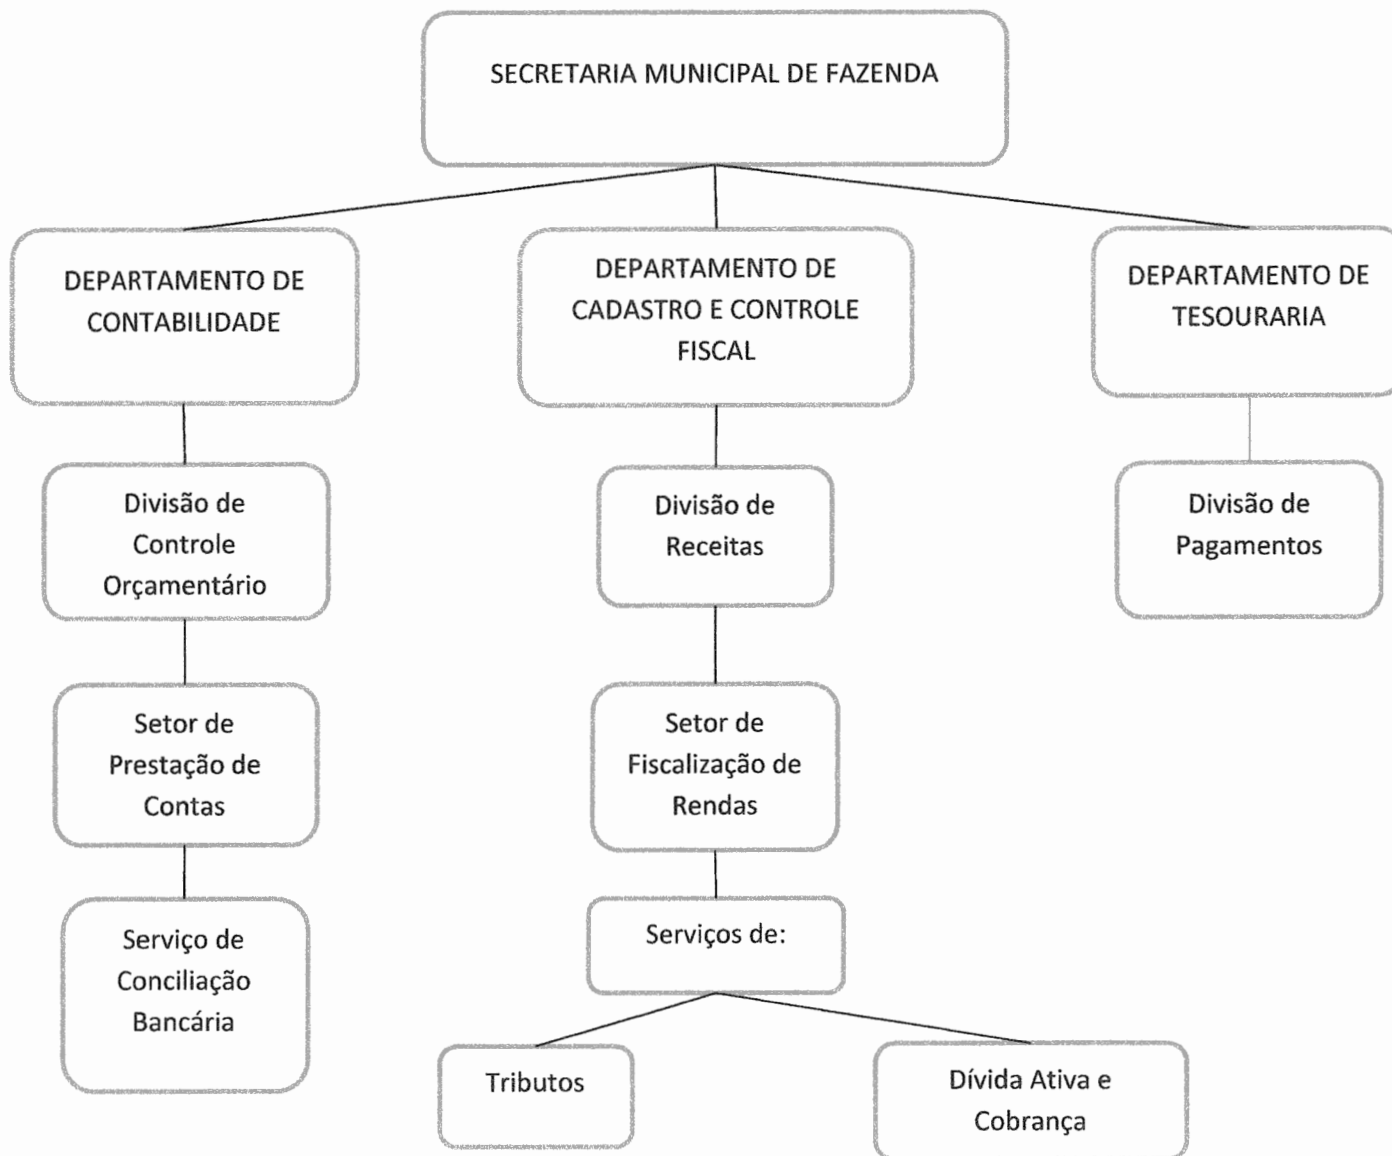 SECRETARIA MUNICIPAL DE FAZENDA
DEPARTAMENTO DE
CONTABILIDADE
DEPARTAMENTO DE
CADASTRO E CONTROLE
FISCAL
DEPARTAMENTO DE
TESOURARIA
Divisão de
Controle
Orçamentário
Divisão de
Receitas
Divisão de
Pagamentos
Setor de
Prestação de
Contas
Setor de
Fiscalização de
Rendas
Serviço de
Conciliação
Bancária
Serviços de:
Tributos
Dívida Ativa e
Cobrança